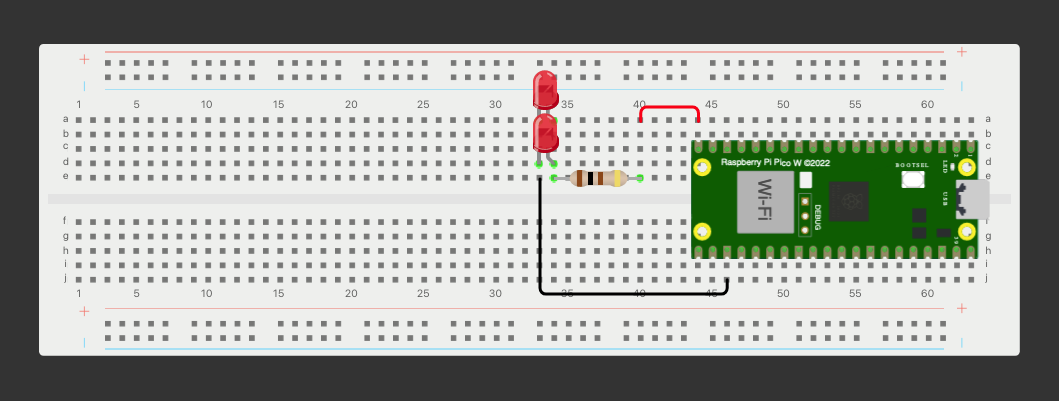 + +
1 5 10 15 20 25 30 35 40 45 50 55 60
a a
b b
c c
d d
e e
Raspberry Pi Pico W ©2022
BOOTSEL
LED
USB
Wi-Fi
DEBUG
f
g g
h h
i i
j j
1 5 10 15 20 25 30 35 40 45 50 55 60
+ +